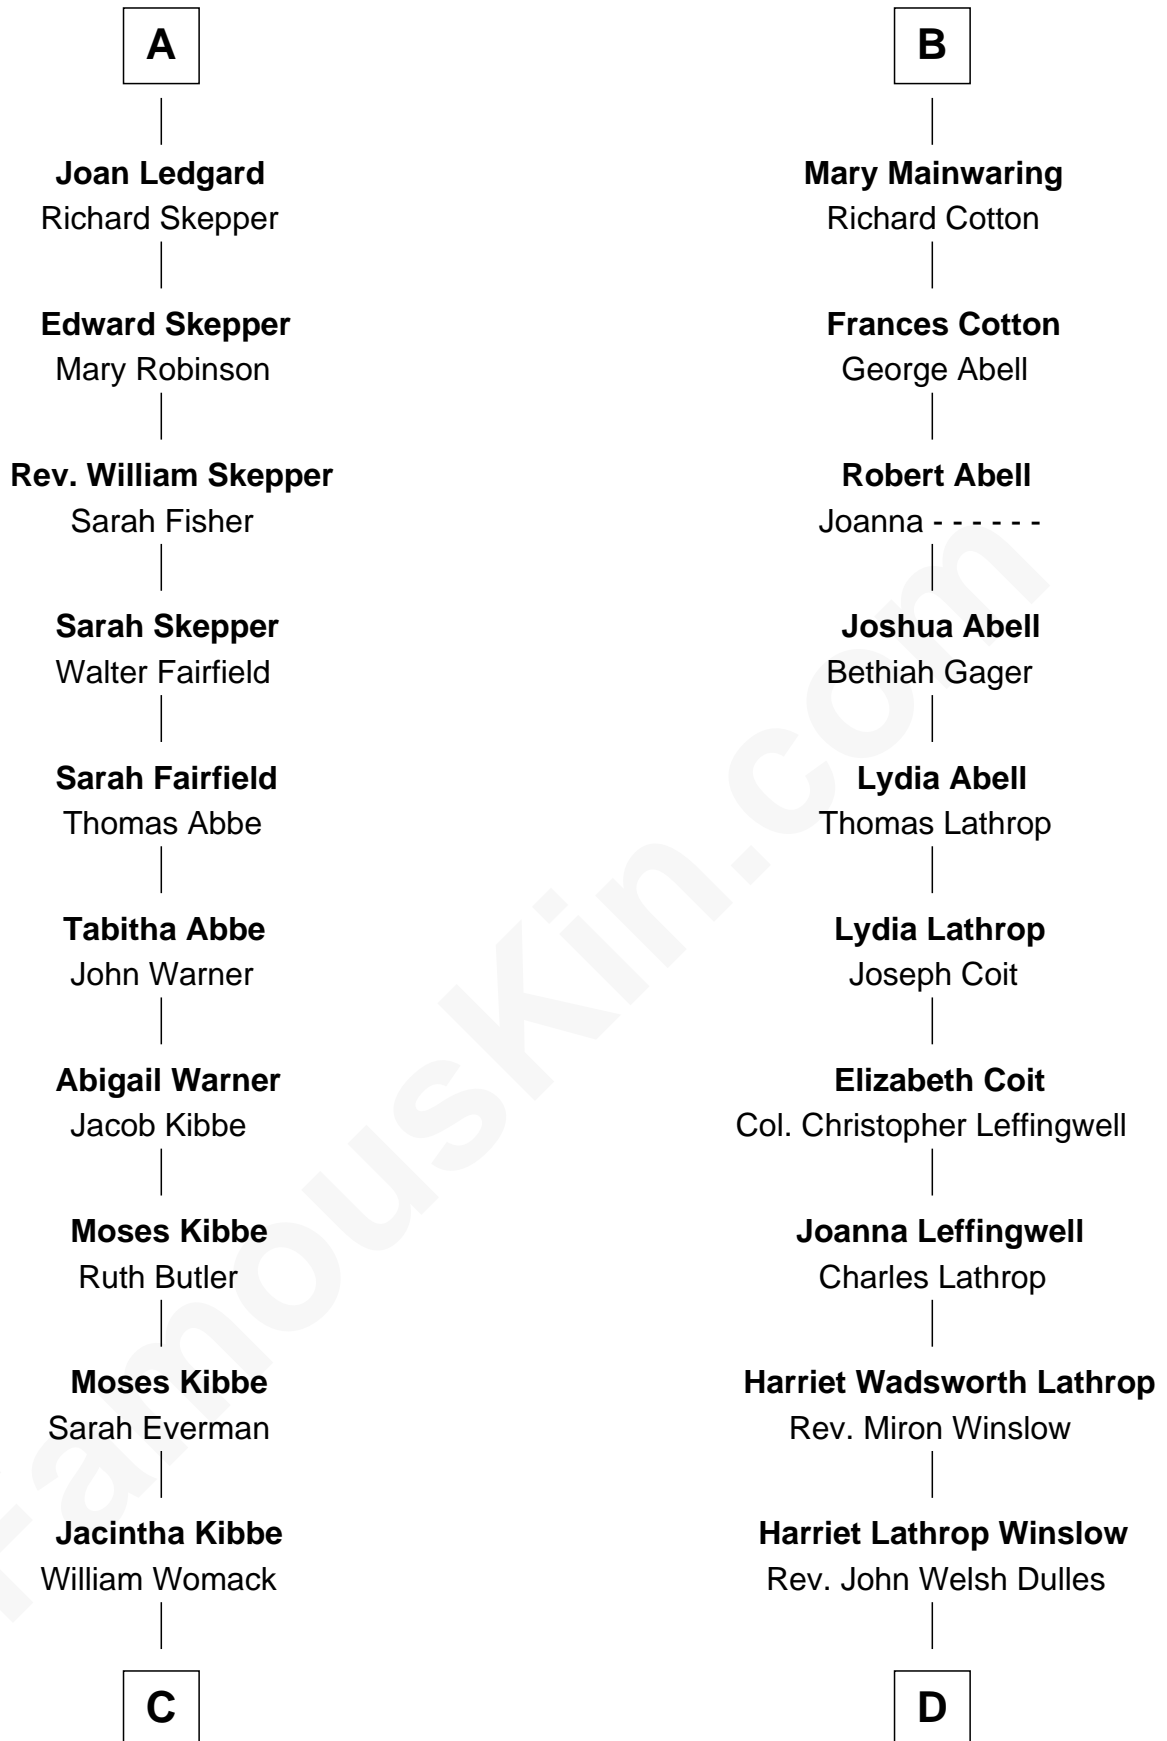 A
Joan Ledgard
Richard Skepper
Edward Skepper
Mary Robinson
Rev. William Skepper
Sarah Fisher
Sarah Skepper
Walter Fairfield
Sarah Fairfield
Thomas Abbe
Tabitha Abbe
John Warner
Abigail Warner
Jacob Kibbe
Moses Kibbe
Ruth Butler
Moses Kibbe
Sarah Everman
Jacintha Kibbe
William Womack
C
B
Mary Mainwaring
Richard Cotton
Frances Cotton
George Abell
Robert Abell
Joanna - - - - - -
Joshua Abell
Bethiah Gager
Lydia Abell
Thomas Lathrop
Lydia Lathrop
Joseph Coit
Elizabeth Coit
Col. Christopher Leffingwell
Joanna Leffingwell
Charles Lathrop
Harriet Wadsworth Lathrop
Rev. Miron Winslow
Harriet Lathrop Winslow
Rev. John Welsh Dulles
D
FamousKin.com